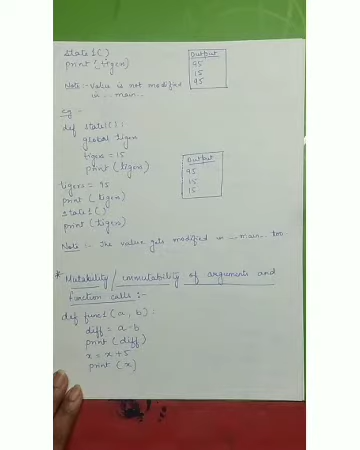 state1()
print (tigers)
Output
95
15
95
Note:- Value is not modified
in __main__
eg :-
def state1():
global tigers
tigers = 15
print (tigers)
Output
95
15
15
tigers = 95
print (tigers)
state1()
print (tigers)
Note :- The value gets modified in __main__ too.
* Mutability / immutability of arguments and
function calls :-
def func1 (a, b):
diff = a-b
print (diff)
x = x+5
print (x)